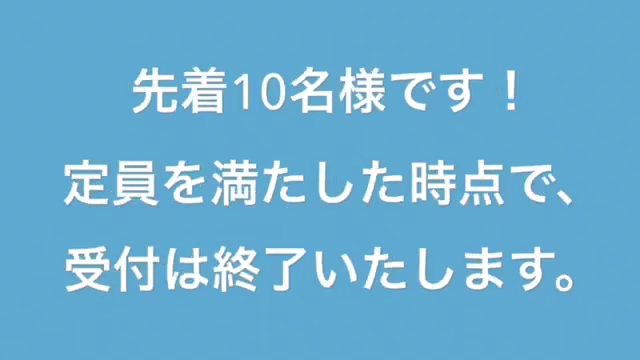 先着10名様です！
定員を満たした時点で、
受付は終了いたします。